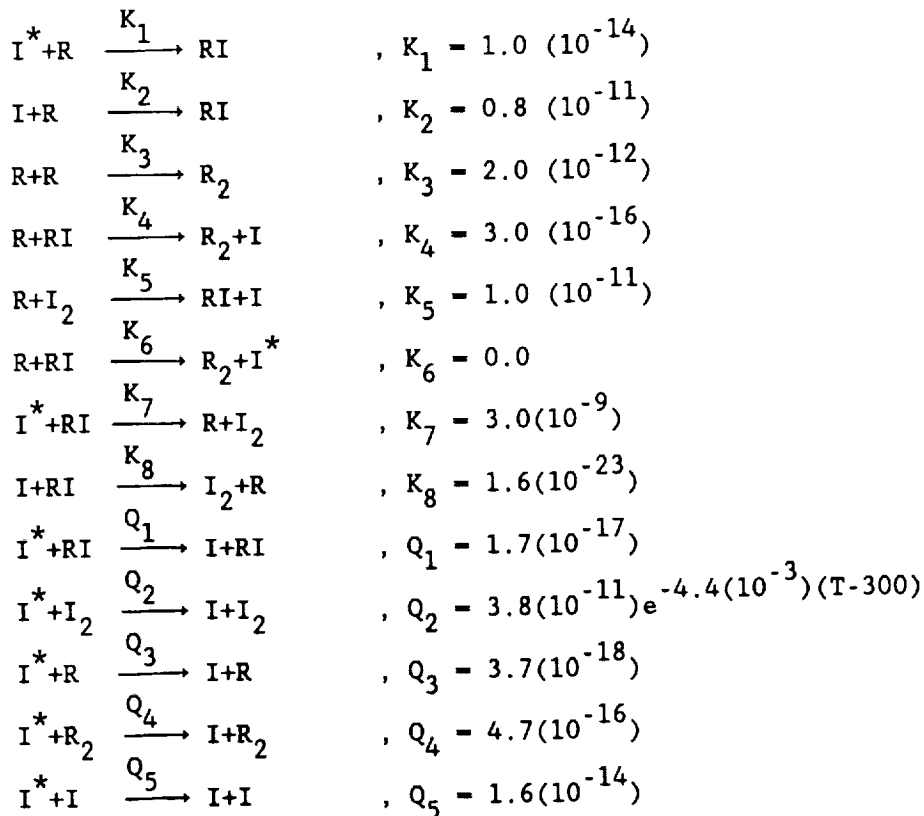 I*+R —K₁→ RI , K₁ = 1.0 (10⁻¹⁴)
I+R —K₂→ RI , K₂ = 0.8 (10⁻¹¹)
R+R —K₃→ R₂ , K₃ = 2.0 (10⁻¹²)
R+RI —K₄→ R₂+I , K₄ = 3.0 (10⁻¹⁶)
R+I₂ —K₅→ RI+I , K₅ = 1.0 (10⁻¹¹)
R+RI —K₆→ R₂+I* , K₆ = 0.0
I*+RI —K₇→ R+I₂ , K₇ = 3.0(10⁻⁹)
I+RI —K₈→ I₂+R , K₈ = 1.6(10⁻²³)
I*+RI —Q₁→ I+RI , Q₁ = 1.7(10⁻¹⁷)
I*+I₂ —Q₂→ I+I₂ , Q₂ = 3.8(10⁻¹¹)e^-4.4(10⁻³)(T-300)
I*+R —Q₃→ I+R , Q₃ = 3.7(10⁻¹⁸)
I*+R₂ —Q₄→ I+R₂ , Q₄ = 4.7(10⁻¹⁶)
I*+I —Q₅→ I+I , Q₅ = 1.6(10⁻¹⁴)